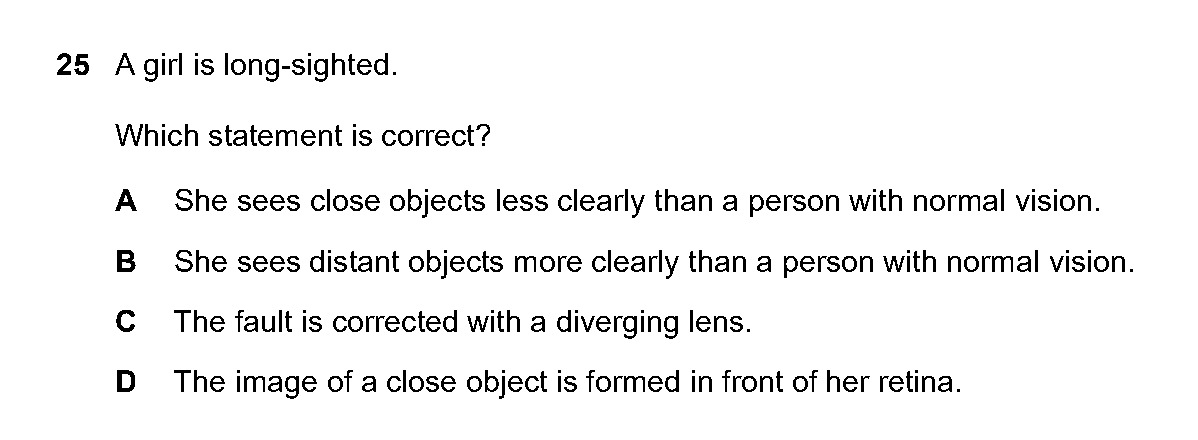 25 A girl is long-sighted.
Which statement is correct?
A She sees close objects less clearly than a person with normal vision.
B She sees distant objects more clearly than a person with normal vision.
C The fault is corrected with a diverging lens.
D The image of a close object is formed in front of her retina.